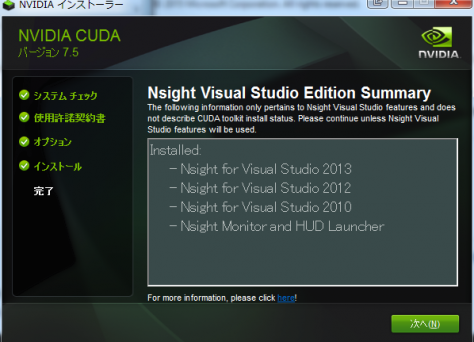 NVIDIA インストーラー
NVIDIA CUDA
バージョン 7.5
NVIDIA.
システム チェック
使用許諾契約書
オプション
インストール
完了
Nsight Visual Studio Edition Summary
The following information only pertains to Nsight Visual Studio features and does
not describe CUDA toolkit install status. Please continue unless Nsight Visual
Studio features will be used.
Installed:
- Nsight for Visual Studio 2013
- Nsight for Visual Studio 2012
- Nsight for Visual Studio 2010
- Nsight Monitor and HUD Launcher
For more information, please click here!
次へ(N)